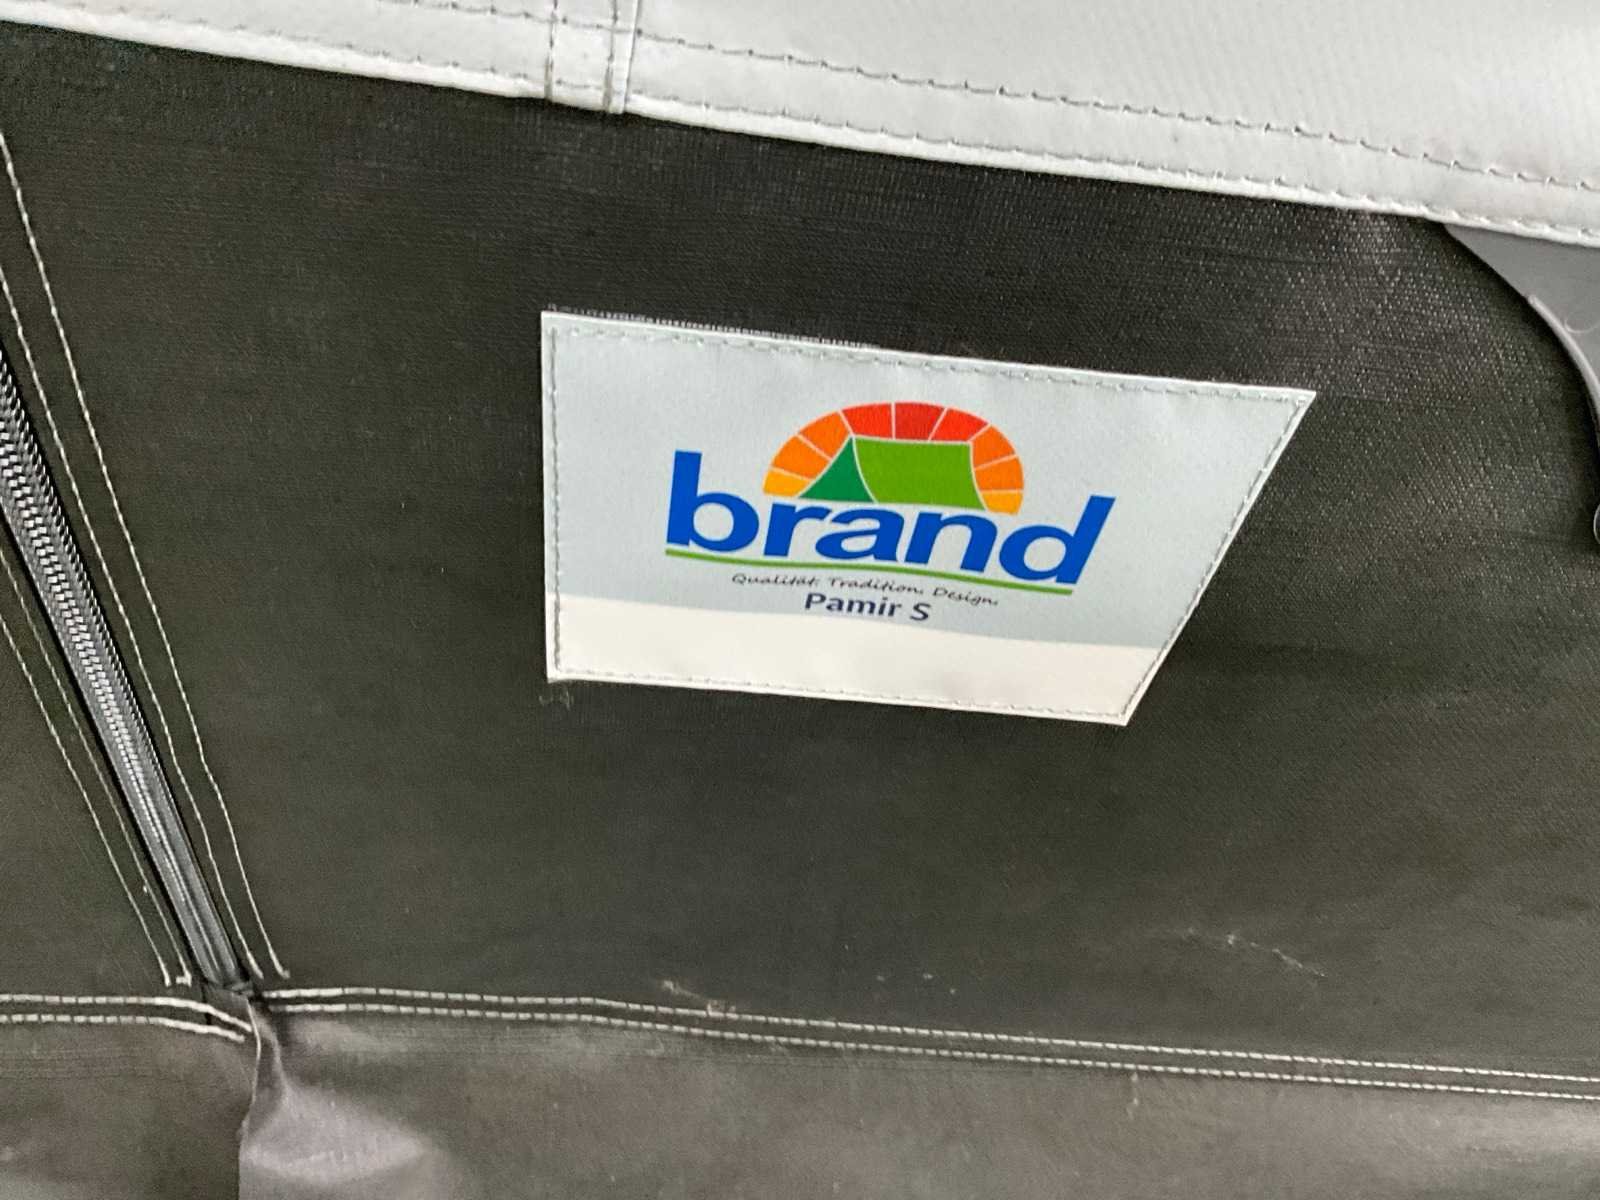 brand
Qualität. Tradition. Design.
Pamir S